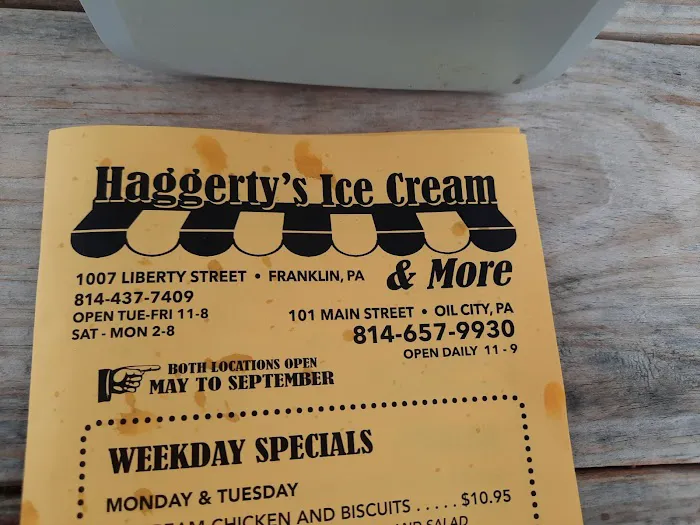 Haggerty's Ice Cream
& More
1007 LIBERTY STREET • FRANKLIN, PA
814-437-7409
OPEN TUE-FRI 11-8
SAT - MON 2-8
101 MAIN STREET • OIL CITY, PA
814-657-9930
OPEN DAILY 11 - 9
BOTH LOCATIONS OPEN
MAY TO SEPTEMBER
WEEKDAY SPECIALS
MONDAY & TUESDAY
CHICKEN AND BISCUITS ..... $10.95
AND SALAD